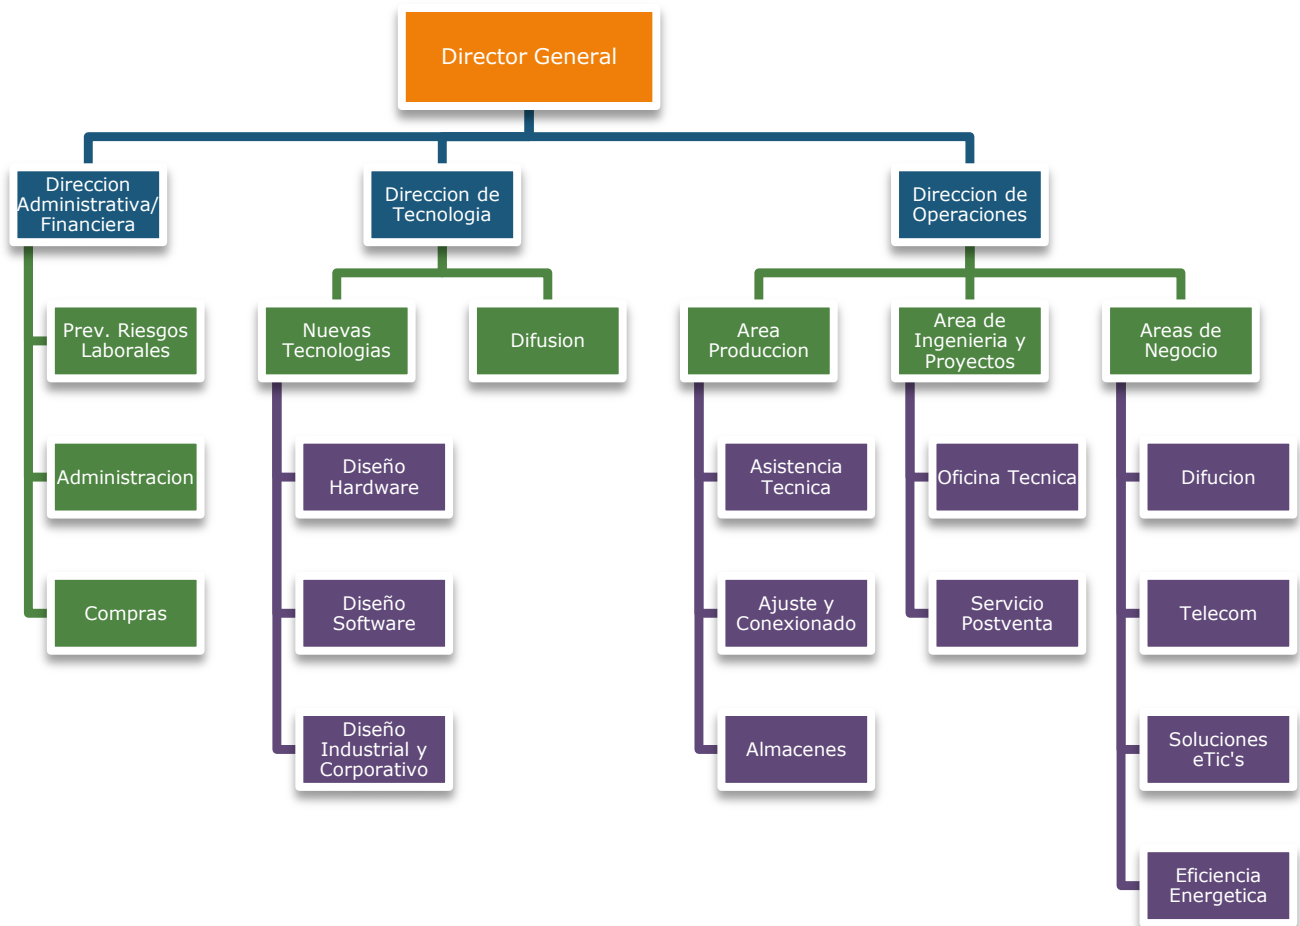 Director General
Direccion
Administrativa/
Financiera
Direccion de
Tecnologia
Direccion de
Operaciones
Prev. Riesgos
Laborales
Nuevas
Tecnologias
Difusion
Area
Produccion
Area de
Ingenieria y
Proyectos
Areas de
Negocio
Administracion
Diseño
Hardware
Asistencia
Tecnica
Oficina Tecnica
Difucion
Compras
Diseño
Software
Ajuste y
Conexionado
Servicio
Postventa
Telecom
Diseño
Industrial y
Corporativo
Almacenes
Soluciones
eTic's
Eficiencia
Energetica